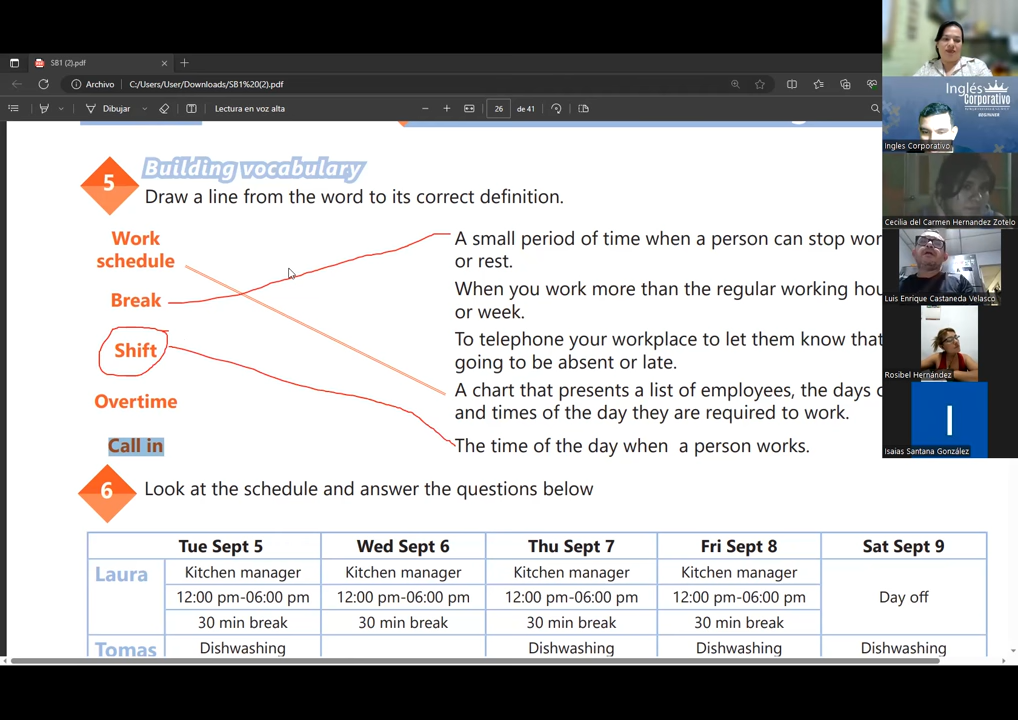 SB1 (2).pdf
Archivo C:/Users/User/Downloads/SB1%20(2).pdf
Dibujar Lectura en voz alta 26 de 41
5 Building vocabulary
Draw a line from the word to its correct definition.
Work
schedule
Break
Shift
Overtime
Call in
A small period of time when a person can stop wor
or rest.
When you work more than the regular working hou
or week.
To telephone your workplace to let them know that
going to be absent or late.
A chart that presents a list of employees, the days o
and times of the day they are required to work.
The time of the day when a person works.
6 Look at the schedule and answer the questions below
Tue Sept 5 Wed Sept 6 Thu Sept 7 Fri Sept 8 Sat Sept 9
Laura Kitchen manager Kitchen manager Kitchen manager Kitchen manager
12:00 pm-06:00 pm 12:00 pm-06:00 pm 12:00 pm-06:00 pm 12:00 pm-06:00 pm Day off
30 min break 30 min break 30 min break 30 min break
Tomas Dishwashing Dishwashing Dishwashing Dishwashing
Inglés
Corporativo
BEGINNER
Ingles Corporativo
Cecilia del Carmen Hernandez Zotelo
Luis Enrique Castaneda Velasco
Rosibel Hernández
I
Isaias Santana González